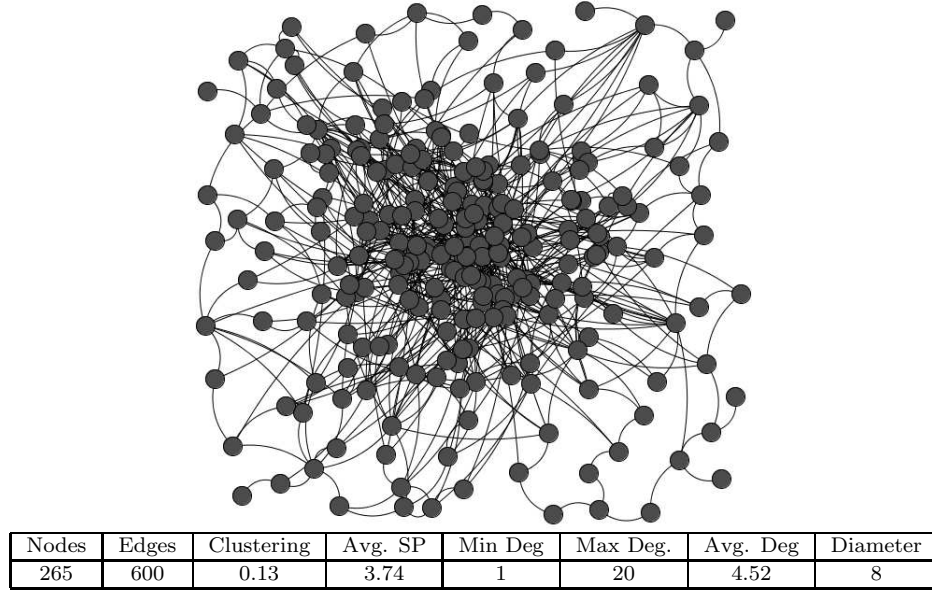 Nodes Edges Clustering Avg. SP Min Deg Max Deg. Avg. Deg Diameter
265 600 0.13 3.74 1 20 4.52 8